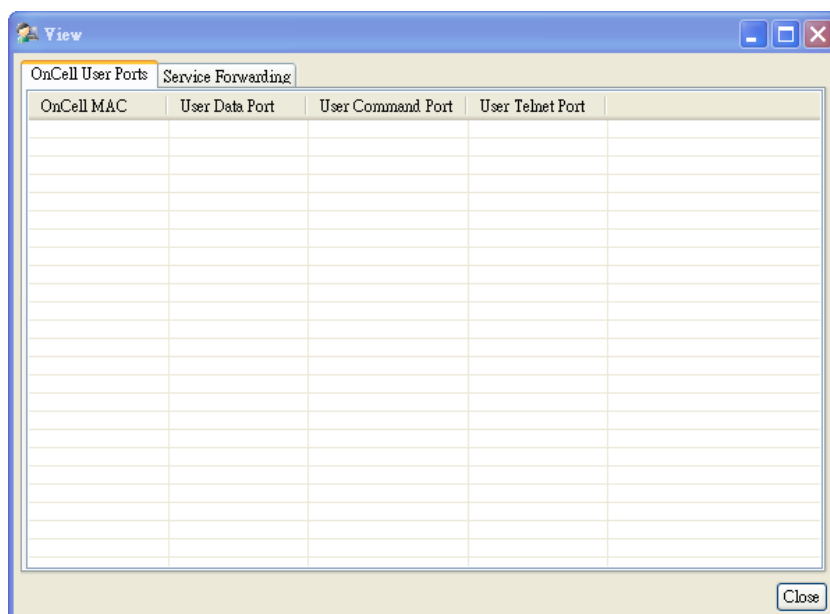 View
OnCell User Ports Service Forwarding
OnCell MAC User Data Port User Command Port User Telnet Port
Close